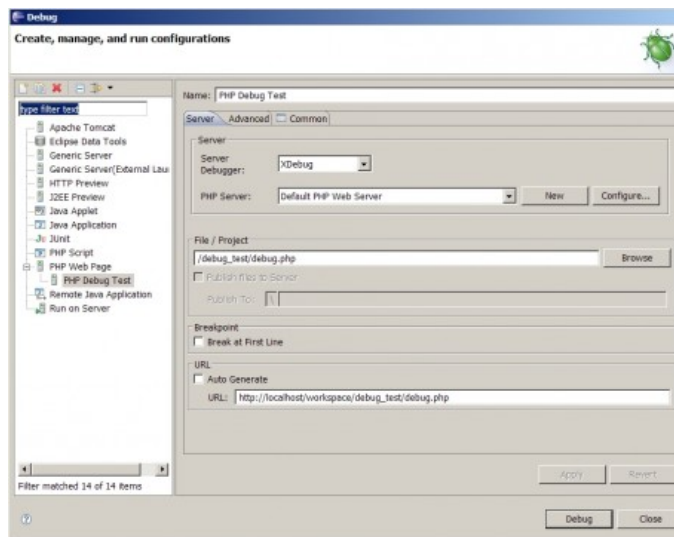 Debug
Create, manage, and run configurations
type filter text
Apache Tomcat
Eclipse Data Tools
Generic Server
Generic Server(External Lau
HTTP Preview
J2EE Preview
Java Applet
Java Application
Ju JUnit
PHP Script
PHP Web Page
PHP Debug Test
Remote Java Application
Run on Server
Filter matched 14 of 14 items
Name: PHP Debug Test
Server Advanced Common
Server
Server Debugger: XDebug
PHP Server: Default PHP Web Server New Configure...
File / Project
/debug_test/debug.php Browse
Publish files to Server
Publish To: \
Breakpoint
Break at First Line
URL
Auto Generate
URL: http://localhost/workspace/debug_test/debug.php
Apply Revert
Debug Close